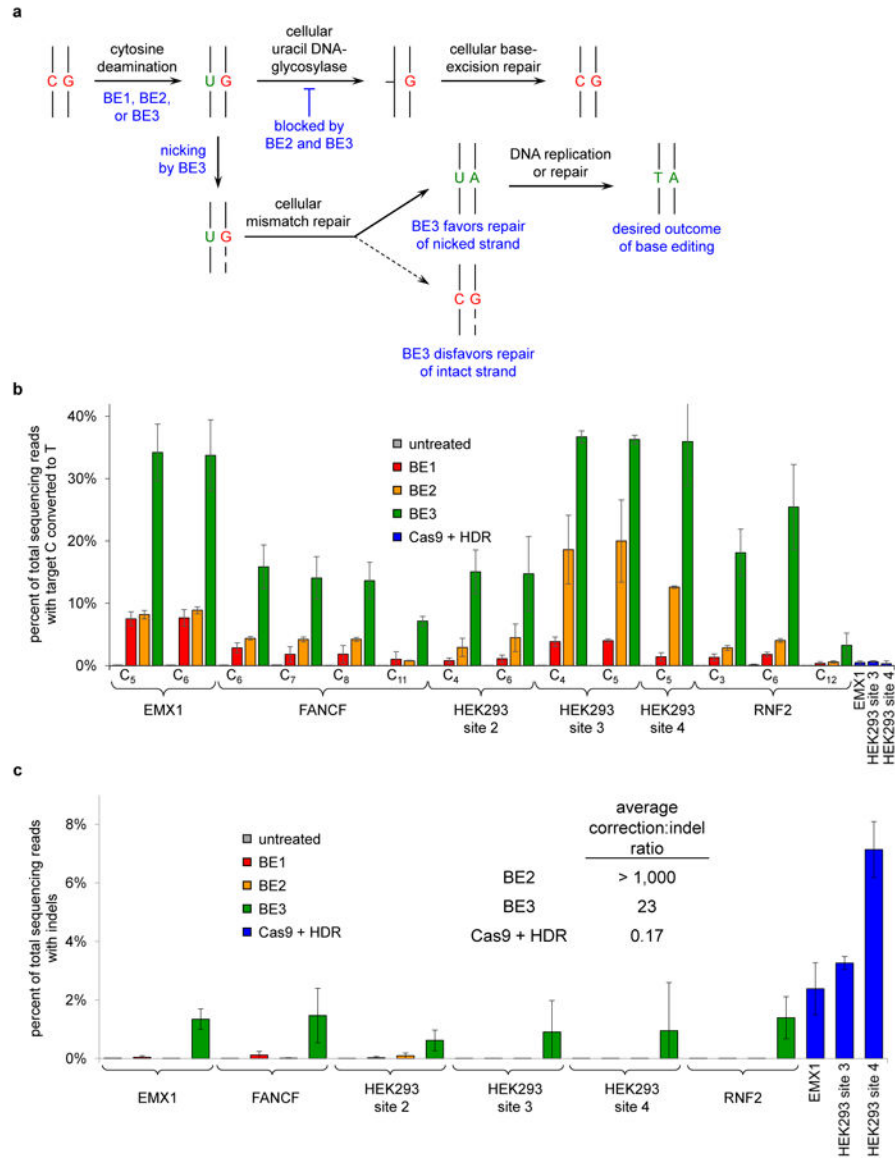 a
cytosine
deamination
cellular
uracil DNA-
glycosylase
cellular base-
excision repair
C G
U G
G
C G
BE1, BE2,
or BE3
blocked by
BE2 and BE3
nicking
by BE3
cellular
mismatch repair
U G
U A
DNA replication
or repair
T A
BE3 favors repair
of nicked strand
desired outcome
of base editing
C G
BE3 disfavors repair
of intact strand
b
percent of total sequencing reads
with target C converted to T
40%
30%
20%
10%
0%
untreated
BE1
BE2
BE3
Cas9 + HDR
C5 C6 C6 C7 C8 C11 C4 C6 C4 C5 C5 C3 C6 C12
EMX1
FANCF
HEK293
site 2
HEK293
site 3
HEK293
site 4
RNF2
EMX1
HEK293 site 3
HEK293 site 4
c
percent of total sequencing reads
with indels
8%
6%
4%
2%
0%
untreated
BE1
BE2
BE3
Cas9 + HDR
average
correction:indel
ratio
BE2 > 1,000
BE3 23
Cas9 + HDR 0.17
EMX1
FANCF
HEK293
site 2
HEK293
site 3
HEK293
site 4
RNF2
EMX1
HEK293 site 3
HEK293 site 4